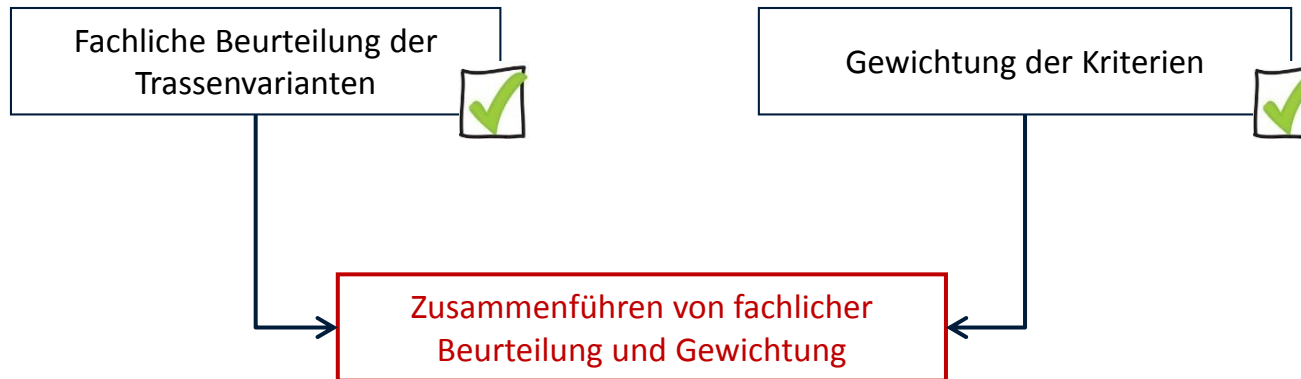 Fachliche Beurteilung der
Trassenvarianten
Gewichtung der Kriterien
Zusammenführen von fachlicher
Beurteilung und Gewichtung